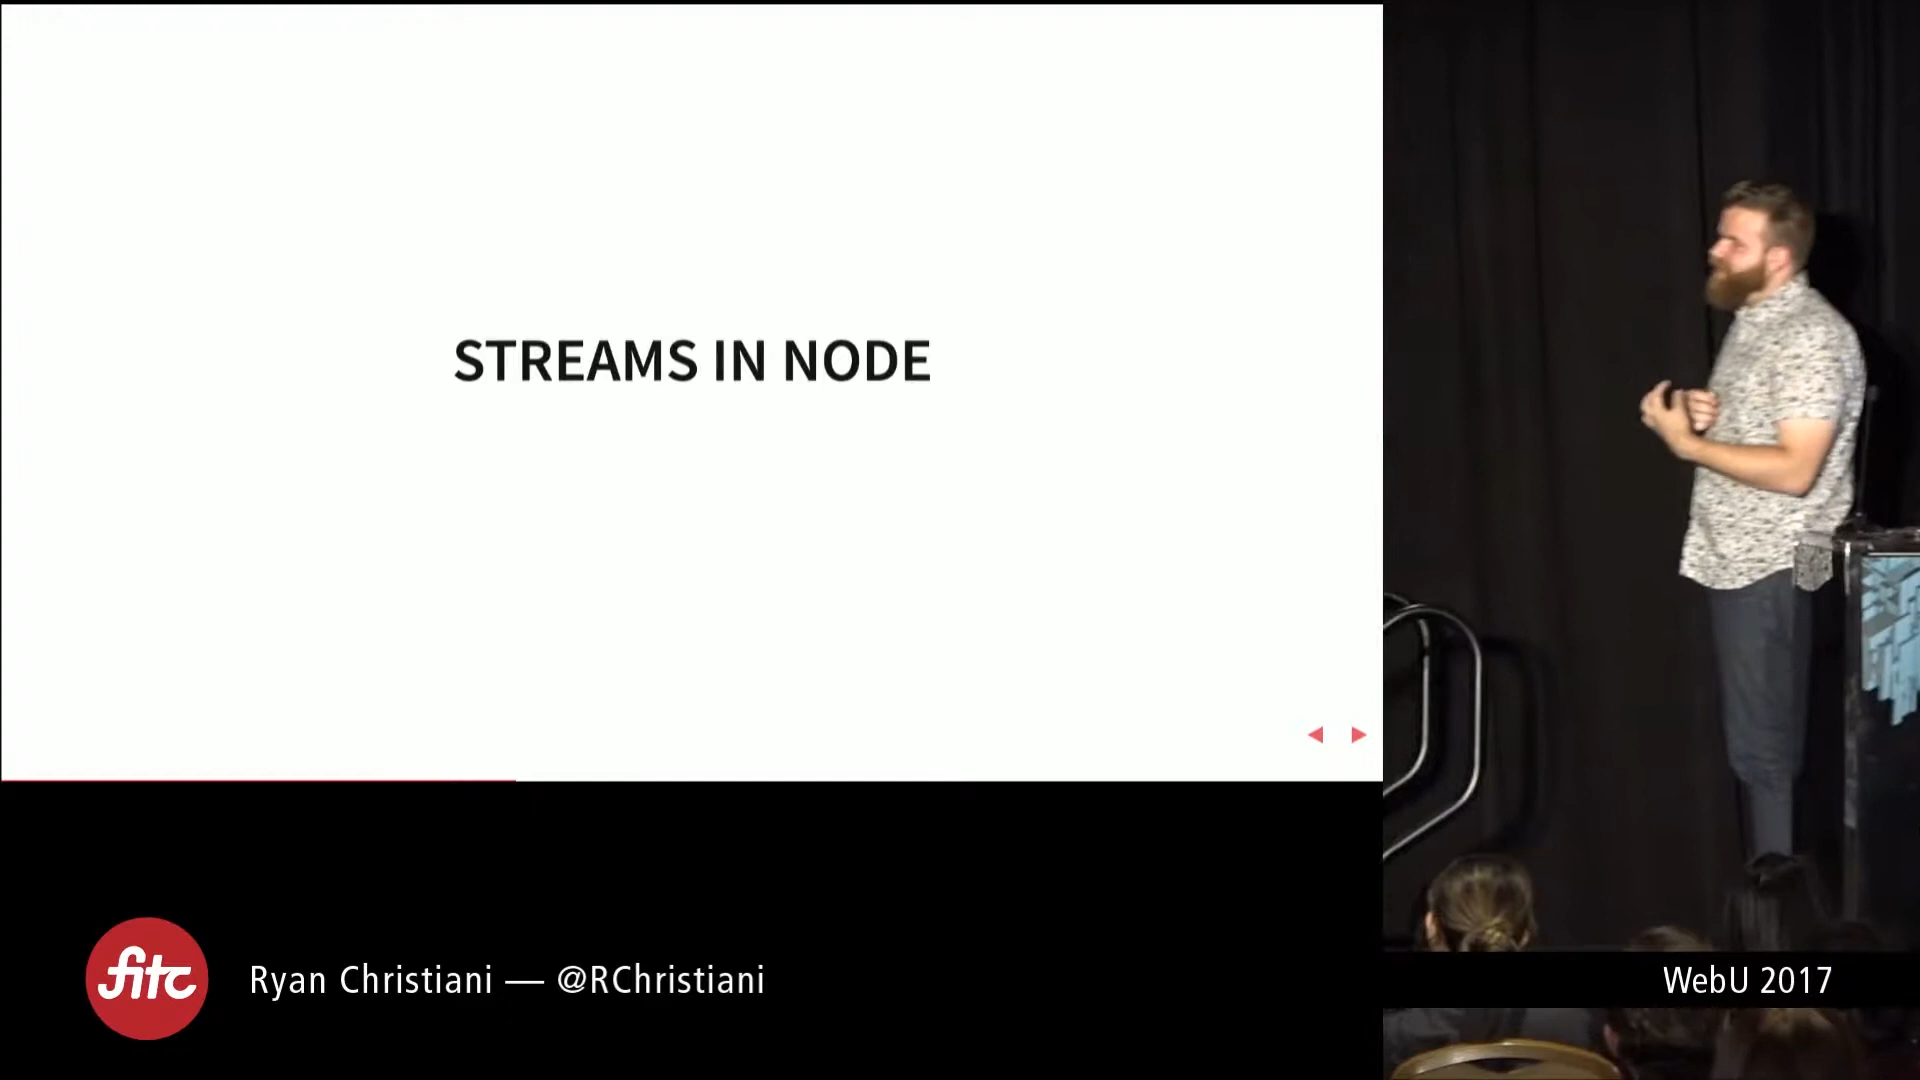 STREAMS IN NODE
fitc
Ryan Christiani — @RChristiani
WebU 2017